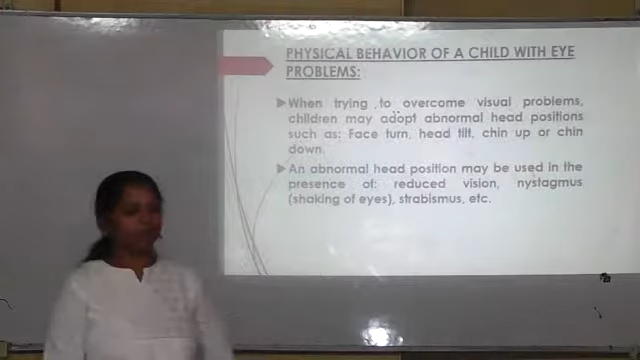 PHYSICAL BEHAVIOR OF A CHILD WITH EYE
PROBLEMS:
When trying to overcome visual problems,
children may adopt abnormal head positions
such as: Face turn, head tilt, chin up or chin
down.
An abnormal head position may be used in the
presence of: reduced vision, nystagmus
(shaking of eyes), strabismus, etc.